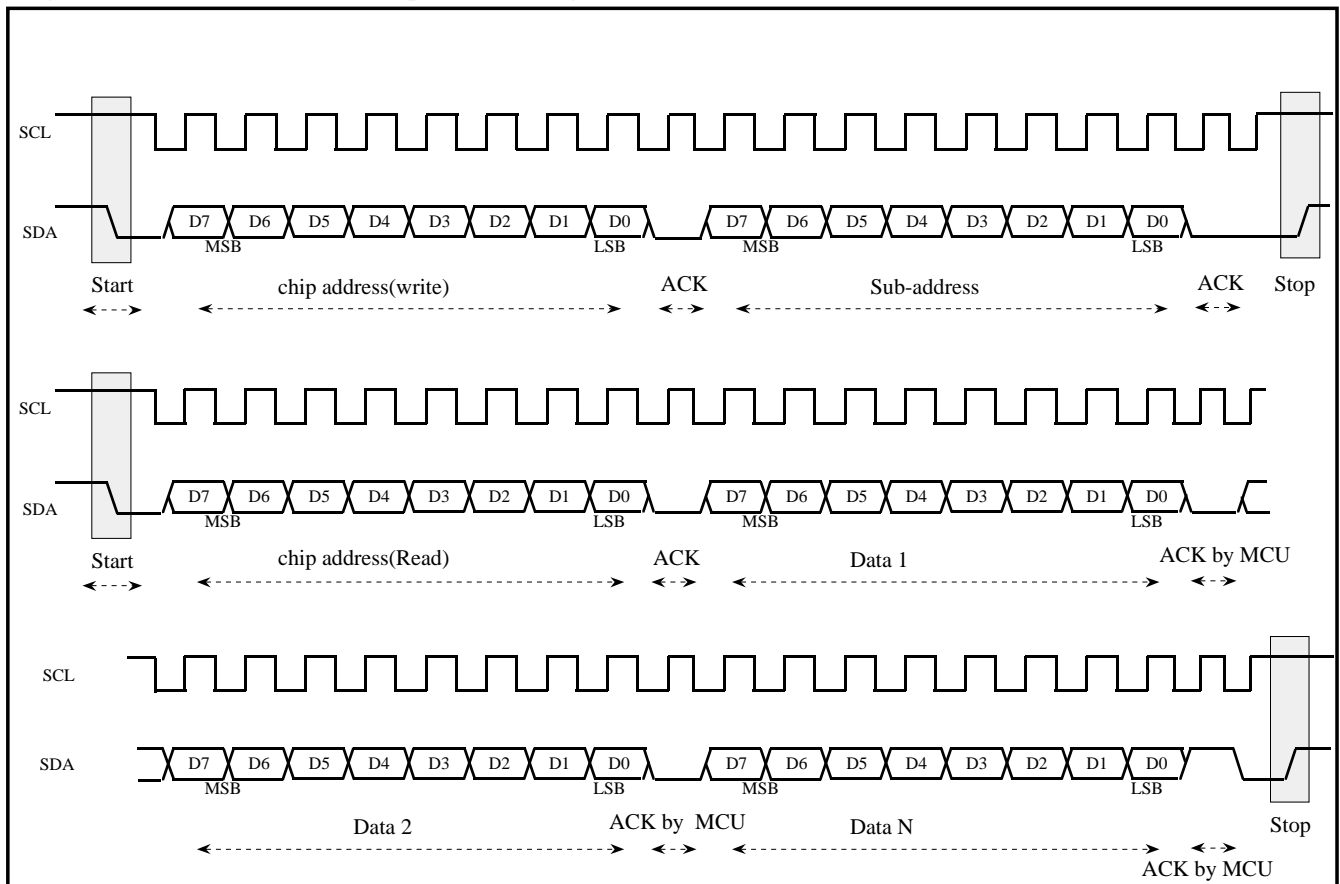 SCL
SDA D7 D6 D5 D4 D3 D2 D1 D0 D7 D6 D5 D4 D3 D2 D1 D0
MSB LSB MSB LSB
Start chip address(write) ACK Sub-address ACK Stop
SCL
SDA D7 D6 D5 D4 D3 D2 D1 D0 D7 D6 D5 D4 D3 D2 D1 D0
MSB LSB MSB LSB
Start chip address(Read) ACK Data 1 ACK by MCU
SCL
SDA D7 D6 D5 D4 D3 D2 D1 D0 D7 D6 D5 D4 D3 D2 D1 D0
MSB LSB MSB LSB
Data 2 ACK by MCU Data N Stop
ACK by MCU